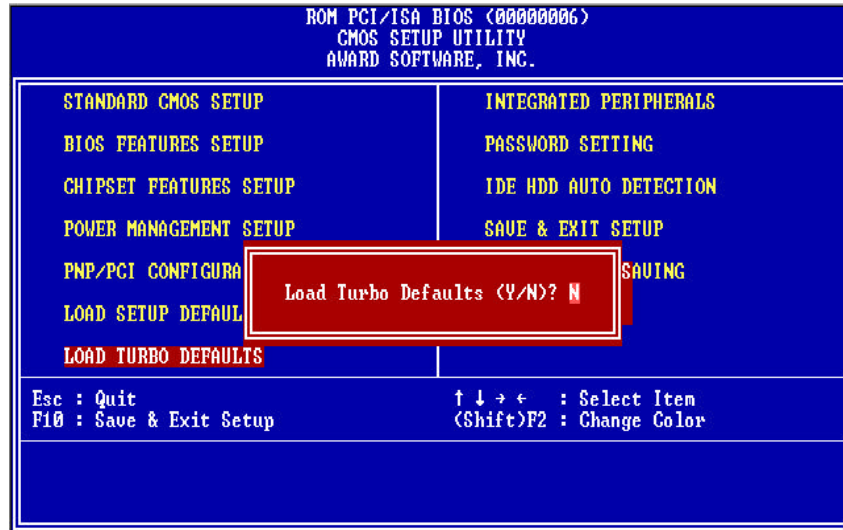 ROM PCI/ISA BIOS (00000006)
CMOS SETUP UTILITY
AWARD SOFTWARE, INC.
STANDARD CMOS SETUP
BIOS FEATURES SETUP
CHIPSET FEATURES SETUP
POWER MANAGEMENT SETUP
PNP/PCI CONFIGURA
LOAD SETUP DEFAUL
LOAD TURBO DEFAULTS
INTEGRATED PERIPHERALS
PASSWORD SETTING
IDE HDD AUTO DETECTION
SAVE & EXIT SETUP
SAVING
Load Turbo Defaults (Y/N)? N
Esc : Quit
F10 : Save & Exit Setup
↑ ↓ → ← : Select Item
(Shift)F2 : Change Color